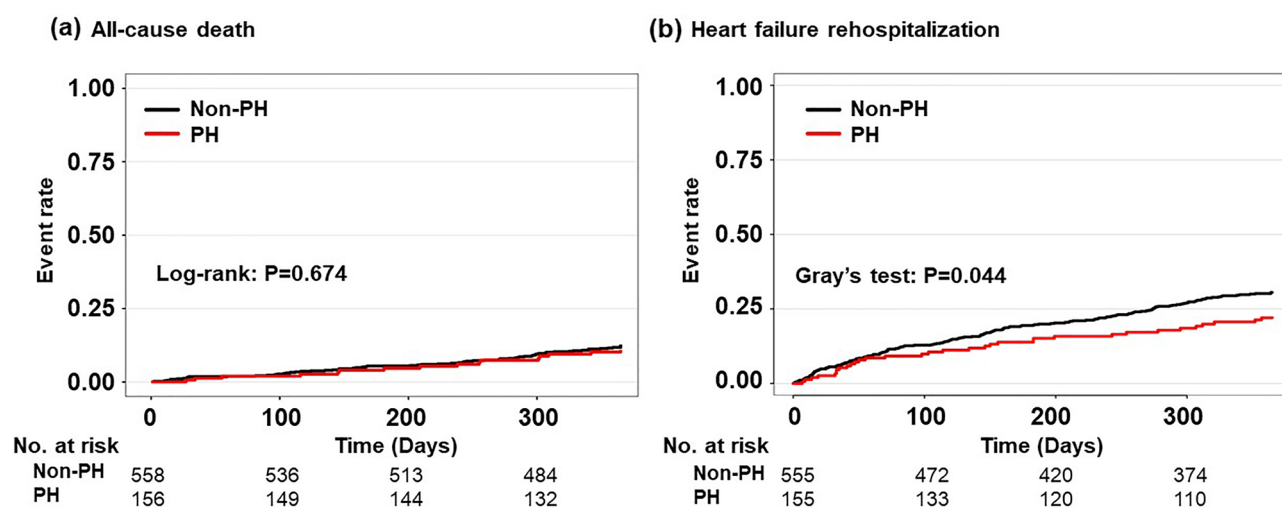 (a) All-cause death
1.00
0.75
0.50
0.25
0.00
Event rate
Non-PH
PH
Log-rank: P=0.674
0 100 200 300
Time (Days)
No. at risk
Non-PH 558 536 513 484
PH 156 149 144 132
(b) Heart failure rehospitalization
1.00
0.75
0.50
0.25
0.00
Event rate
Non-PH
PH
Gray's test: P=0.044
0 100 200 300
Time (Days)
No. at risk
Non-PH 555 472 420 374
PH 155 133 120 110